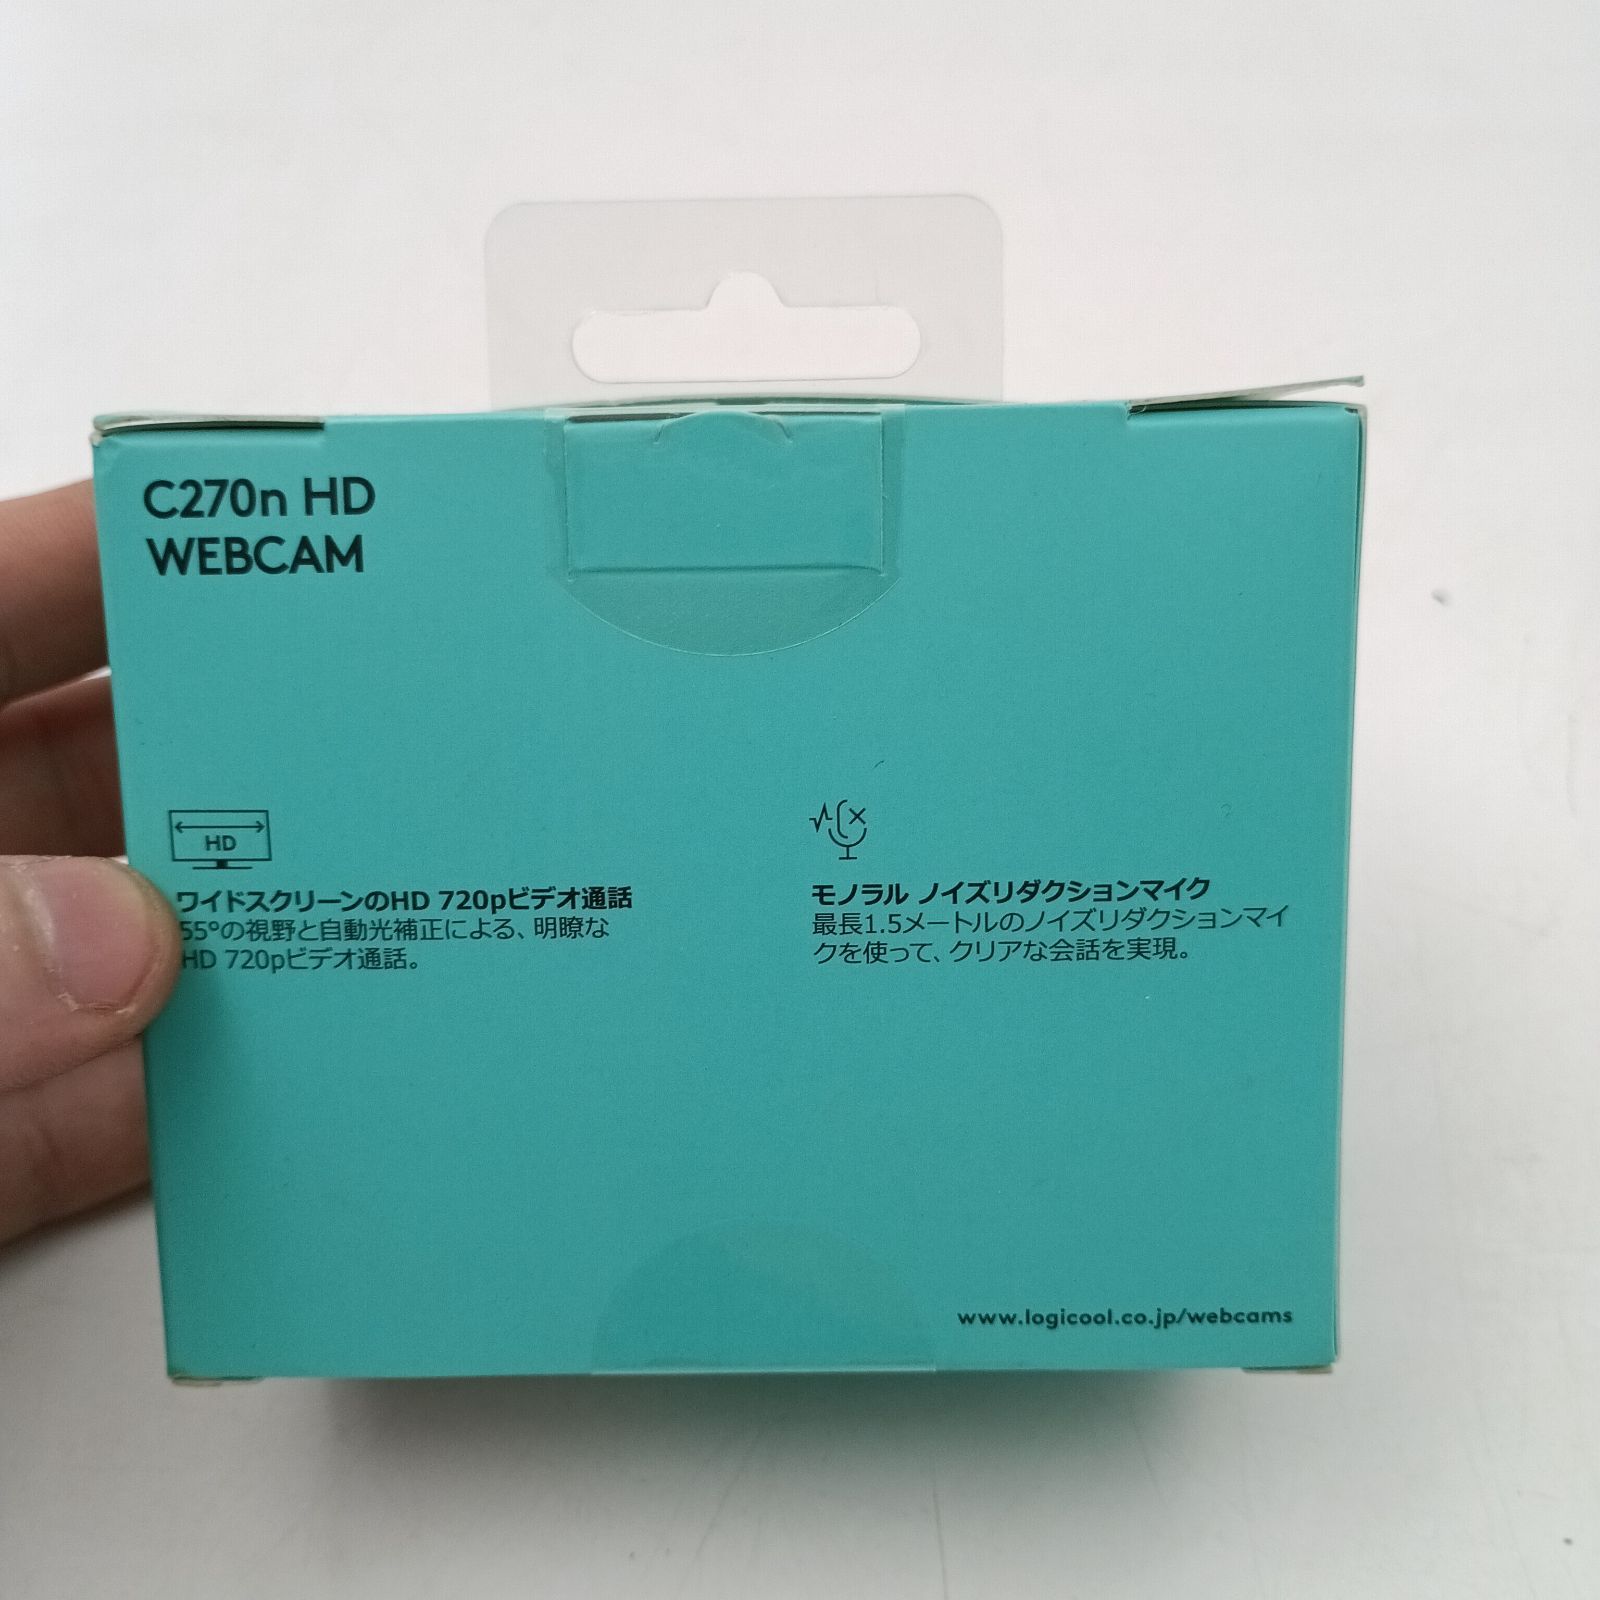 C270n HD
WEBCAM
HD
ワイドスクリーンのHD 720pビデオ通話
55°の視野と自動光補正による、明瞭な
HD 720pビデオ通話。
モノラル ノイズリダクションマイク
最長1.5メートルのノイズリダクションマイ
クを使って、クリアな会話を実現。
www.logicool.co.jp/webcams